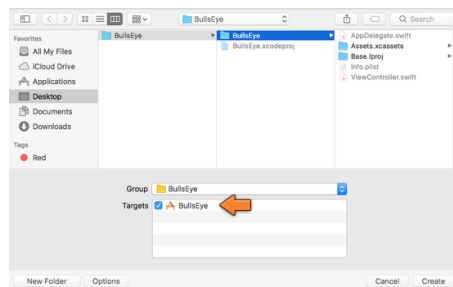 BullsEye
Search
Favorites
All My Files
iCloud Drive
Applications
Desktop
Documents
Downloads
Tags
Red
BullsEye
BullsEye
BullsEye.xcodeproj
AppDelegate.swift
Assets.xcassets
Base.lproj
Info.plist
ViewController.swift
Group BullsEye
Targets BullsEye
New Folder Options Cancel Create